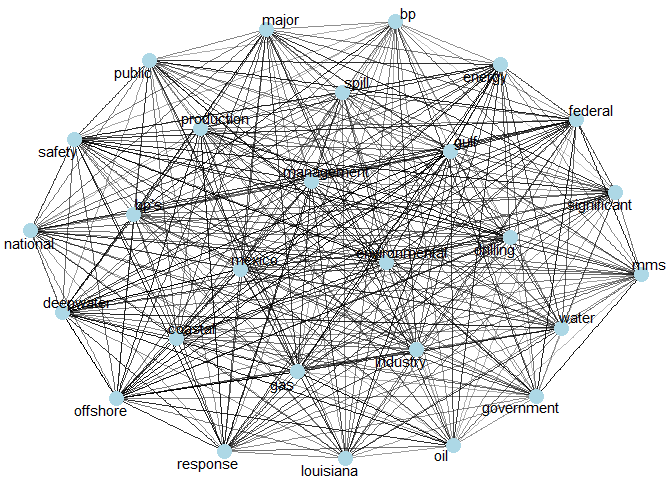 major
bp
public
spill
energy
production
federal
safety
gulf
management
bp's
significant
national
mexico
environmental
drilling
mms
deepwater
coastal
water
industry
gas
offshore
government
response
louisiana
oil